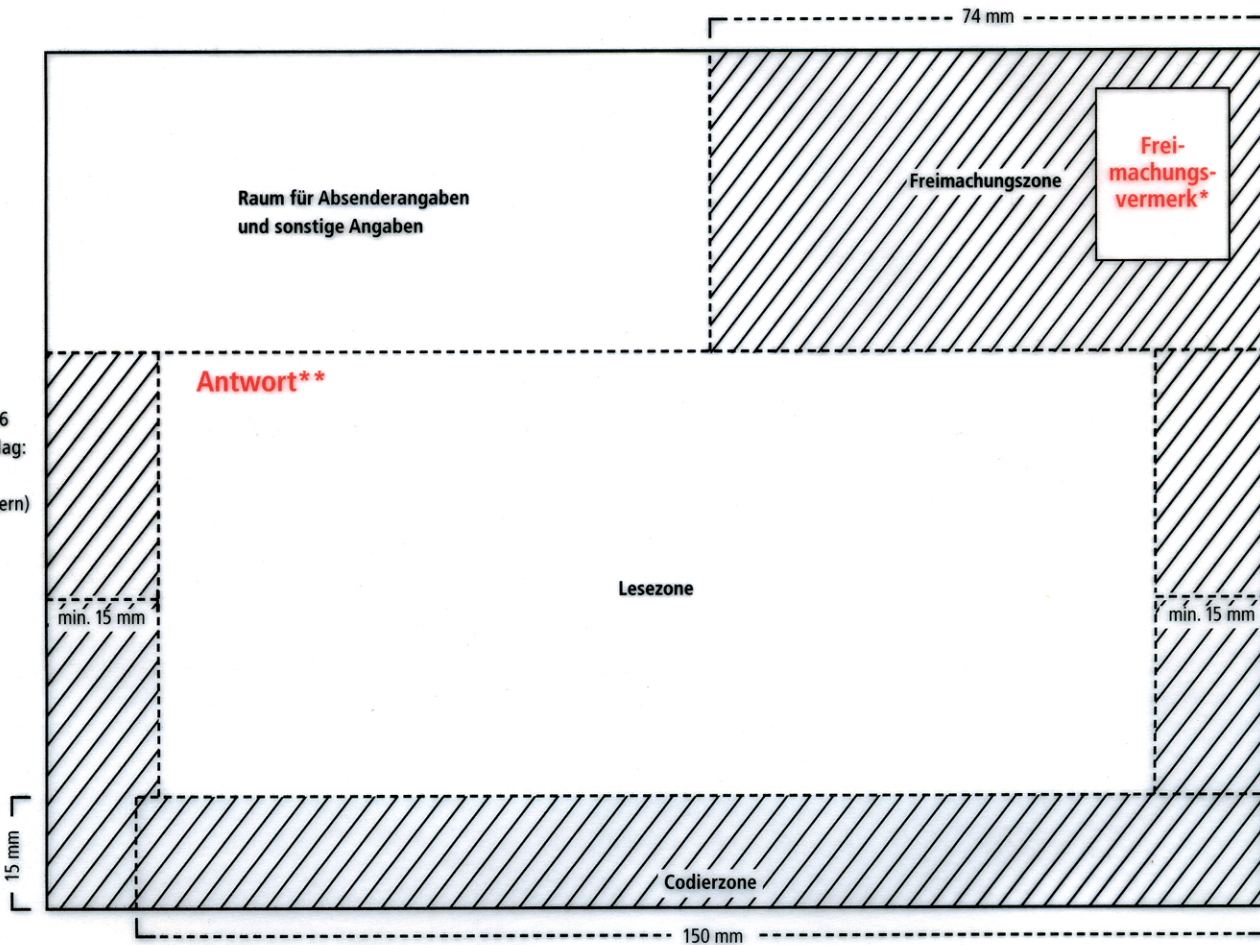 74 mm
Frei-
machungs-
vermerk*
Freimachungszone
Raum für Absenderangaben
und sonstige Angaben
Antwort**
6
lag:
ern)
Lesezone
min. 15 mm
min. 15 mm
15 mm
Codierzone
150 mm